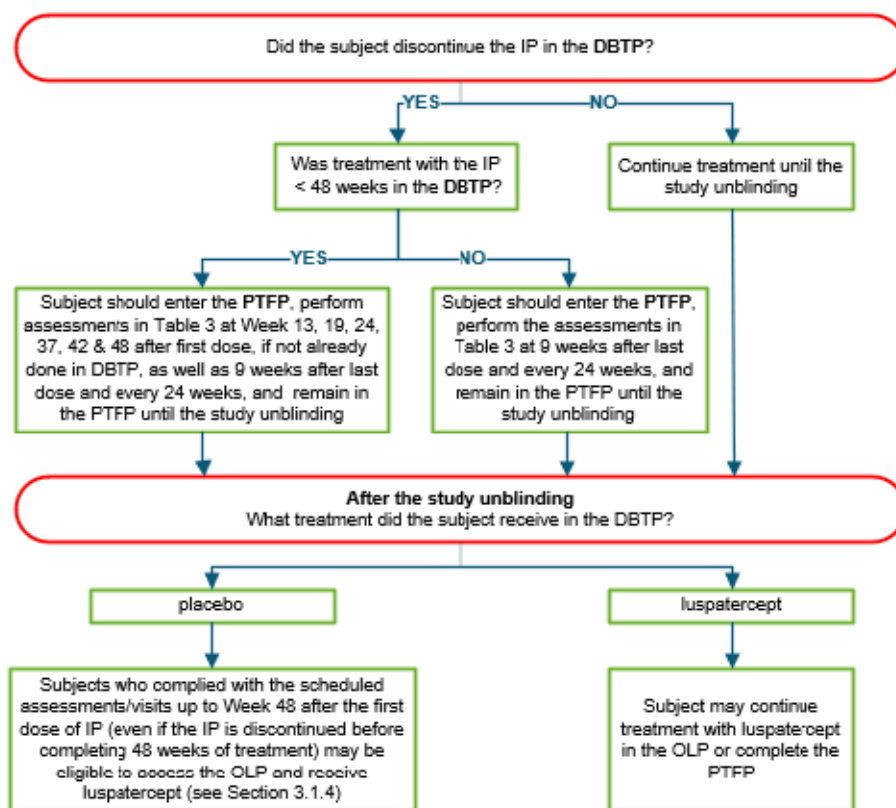 Did the subject discontinue the IP in the DBTP?
YES
NO
Was treatment with the IP
< 48 weeks in the DBTP?
Continue treatment until the
study unblinding
YES
NO
Subject should enter the PTFP, perform
assessments in Table 3 at Week 13, 19, 24,
37, 42 & 48 after first dose, if not already
done in DBTP, as well as 9 weeks after last
dose and every 24 weeks, and remain in
the PTFP until the study unblinding
Subject should enter the PTFP,
perform the assessments in
Table 3 at 9 weeks after last
dose and every 24 weeks, and
remain in the PTFP until the
study unblinding
After the study unblinding
What treatment did the subject receive in the DBTP?
placebo
luspatercept
Subjects who complied with the scheduled
assessments/visits up to Week 48 after the first
dose of IP (even if the IP is discontinued before
completing 48 weeks of treatment) may be
eligible to access the OLP and receive
luspatercept (see Section 3.1.4)
Subject may continue
treatment with luspatercept
in the OLP or complete the
PTFP